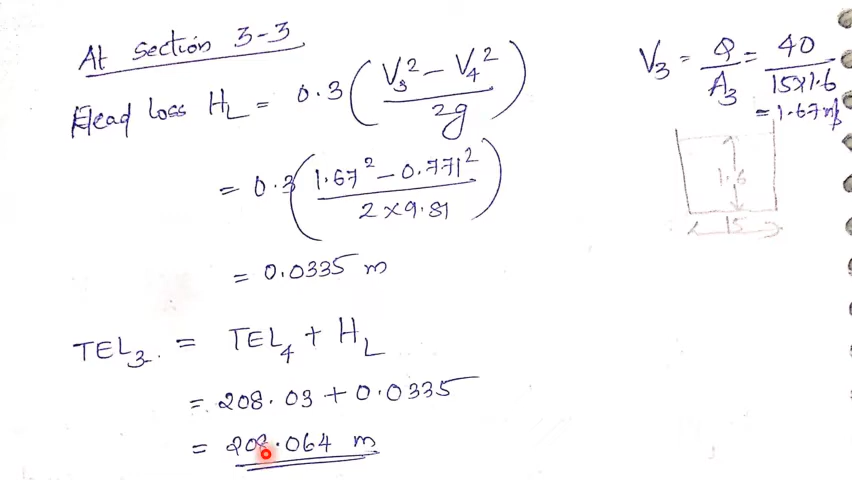 At Section 3-3
Head loss H_L = 0.3 ( (V₃² - V₄²) / 2g )
= 0.3 ( (1.67² - 0.771²) / (2 × 9.81) )
= 0.0335 m
TEL₃ = TEL₄ + H_L
= 208.03 + 0.0335
= 208.064 m
V₃ = Q / A₃ = 40 / (15×1.6)
= 1.67 m/s
1.6
15